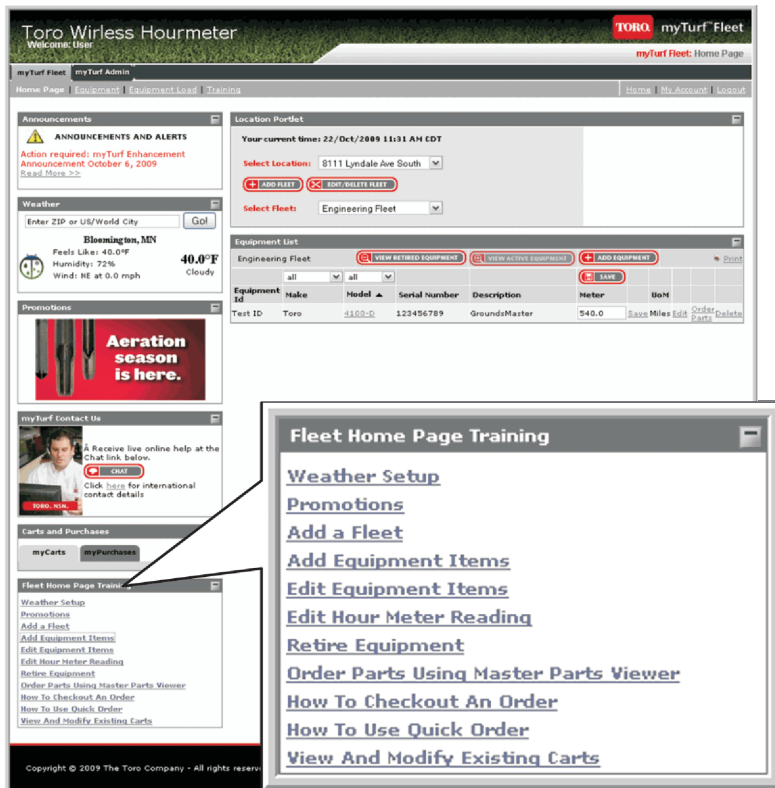 Toro Wirless Hourmeter
Welcome: User
TORO. myTurf™Fleet
myTurf Fleet: Home Page
myTurf Fleet myTurf Admin
Home Page | Equipment | Equipment Load | Training
Home | My Account | Logout
Announcements
ANNOUNCEMENTS AND ALERTS
Action required: myTurf Enhancement
Announcement October 6, 2009
Read More >>
Weather
Enter ZIP or US/World City Go!
Bloomington, MN
Feels Like: 40.0°F
Humidity: 72%
Wind: NE at 0.0 mph
40.0°F
Cloudy
Promotions
Aeration
season
is here.
myTurf Contact Us
Â Receive live online help at the
Chat link below.
CHAT
Click here for international
contact details
TORO. NSN.
Carts and Purchases
myCarts myPurchases
Fleet Home Page Training
Weather Setup
Promotions
Add a Fleet
Add Equipment Items
Edit Equipment Items
Edit Hour Meter Reading
Retire Equipment
Order Parts Using Master Parts Viewer
How To Checkout An Order
How To Use Quick Order
View And Modify Existing Carts
Location Portlet
Your current time: 22/Oct/2009 11:31 AM CDT
Select Location: 8111 Lyndale Ave South
ADD FLEET EDIT/DELETE FLEET
Select Fleet: Engineering Fleet
Equipment List
Engineering Fleet VIEW RETIRED EQUIPMENT VIEW ACTIVE EQUIPMENT ADD EQUIPMENT Print
all all SAVE
Equipment Id Make Model Serial Number Description Meter UoM
Test ID Toro 4100-D 123456789 GroundsMaster 540.0 Save Miles Edit Order Parts Delete
Fleet Home Page Training
Weather Setup
Promotions
Add a Fleet
Add Equipment Items
Edit Equipment Items
Edit Hour Meter Reading
Retire Equipment
Order Parts Using Master Parts Viewer
How To Checkout An Order
How To Use Quick Order
View And Modify Existing Carts
Copyright © 2009 The Toro Company - All rights reserv